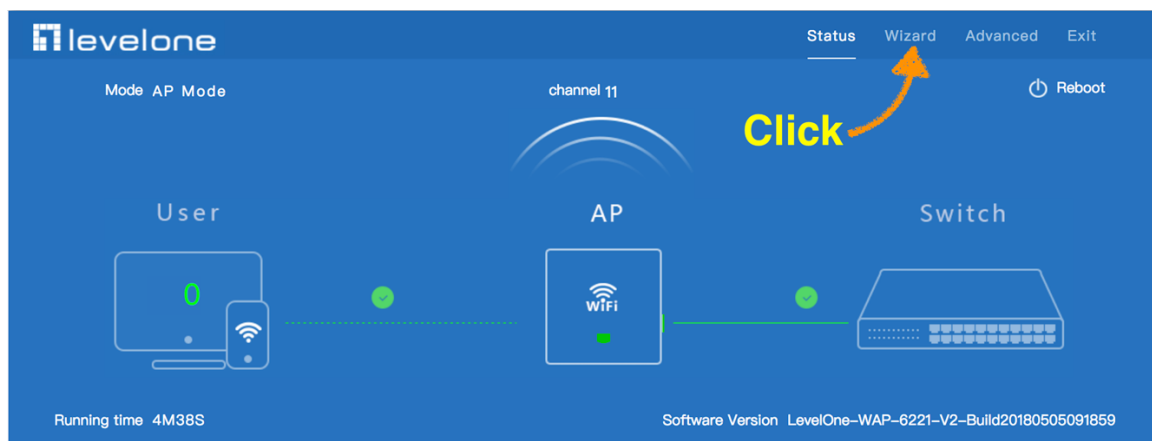 levelone
Status Wizard Advanced Exit
Mode AP Mode
channel 11
Reboot
Click
User
AP
Switch
0
WiFi
Running time 4M38S
Software Version LevelOne-WAP-6221-V2-Build20180505091859